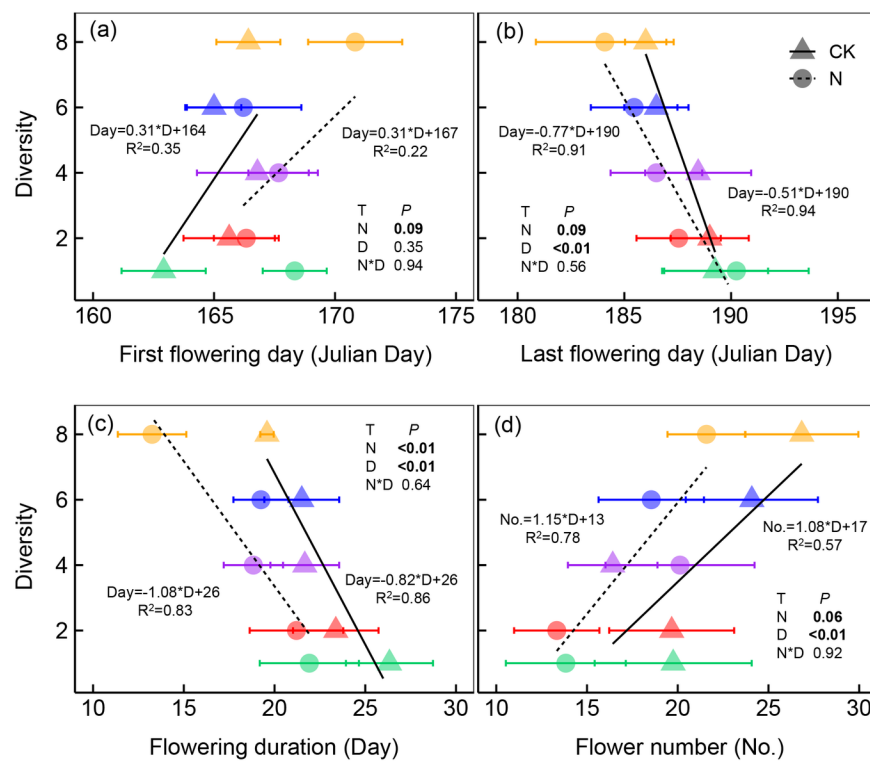 (a)
Day=0.31*D+164
R²=0.35
Day=0.31*D+167
R²=0.22
T P
N 0.09
D 0.35
N*D 0.94
Diversity
8
6
4
2
160 165 170 175
First flowering day (Julian Day)
(b)
CK
N
Day=-0.77*D+190
R²=0.91
Day=-0.51*D+190
R²=0.94
T P
N 0.09
D <0.01
N*D 0.56
180 185 190 195
Last flowering day (Julian Day)
(c)
T P
N <0.01
D <0.01
N*D 0.64
Day=-1.08*D+26
R²=0.83
Day=-0.82*D+26
R²=0.86
Diversity
8
6
4
2
10 15 20 25 30
Flowering duration (Day)
(d)
No.=1.15*D+13
R²=0.78
No.=1.08*D+17
R²=0.57
T P
N 0.06
D <0.01
N*D 0.92
10 15 20 25 30
Flower number (No.)